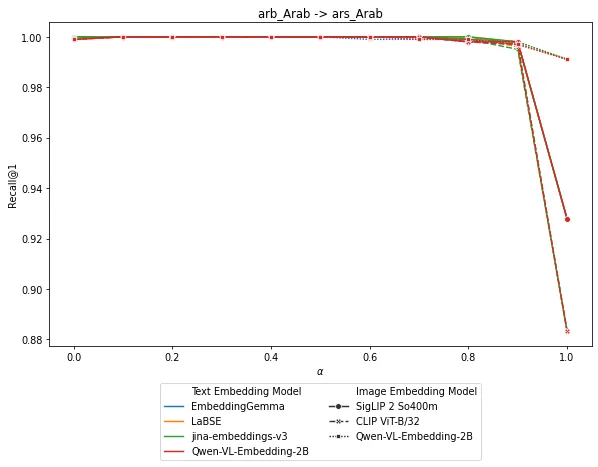 arb_Arab -> ars_Arab
1.00
0.98
0.96
0.94
0.92
0.90
0.88
Recall@1
0.0 0.2 0.4 0.6 0.8 1.0
α
Text Embedding Model
EmbeddingGemma
LaBSE
jina-embeddings-v3
Qwen-VL-Embedding-2B
Image Embedding Model
SigLIP 2 So400m
CLIP ViT-B/32
Qwen-VL-Embedding-2B